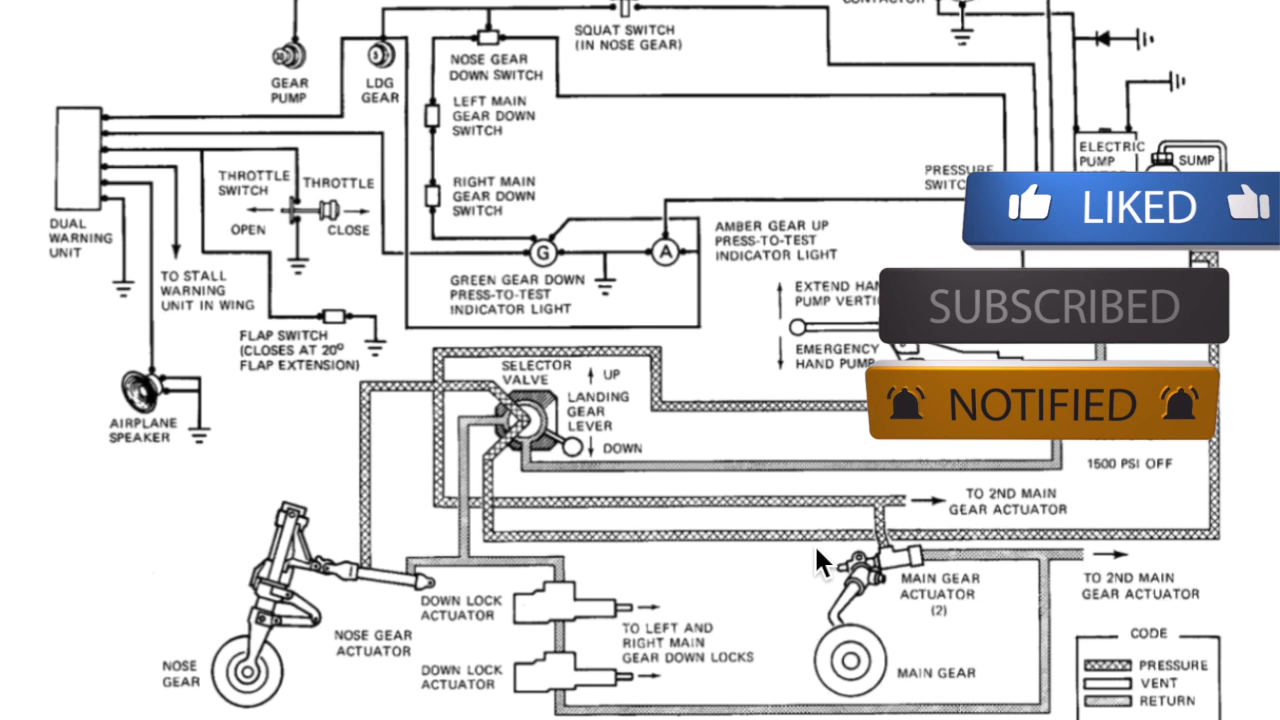 CONTACTOR
SQUAT SWITCH
(IN NOSE GEAR)
NOSE GEAR
DOWN SWITCH
GEAR
PUMP
30
LDG
GEAR
5
LEFT MAIN
GEAR DOWN
SWITCH
ELECTRIC
PUMP
SUMP
PRESSURE
THROTTLE
SWITCH
THROTTLE
OPEN
CLOSE
RIGHT MAIN
GEAR DOWN
SWITCH
LIKED
DUAL
WARNING
UNIT
G
A
AMBER GEAR UP
PRESS-TO-TEST
INDICATOR LIGHT
TO STALL
WARNING
UNIT IN WING
GREEN GEAR DOWN
PRESS-TO-TEST
INDICATOR LIGHT
EXTEND
SUBSCRIBED
FLAP SWITCH
(CLOSES AT 20°
FLAP EXTENSION)
EMERGENCY
HAND PUMP
SELECTOR
VALVE
UP
LANDING
GEAR
LEVER
DOWN
NOTIFIED
AIRPLANE
SPEAKER
1500 PSI OFF
TO 2ND MAIN
GEAR ACTUATOR
MAIN GEAR
ACTUATOR
(2)
TO 2ND MAIN
GEAR ACTUATOR
DOWN LOCK
ACTUATOR
TO LEFT AND
RIGHT MAIN
GEAR DOWN LOCKS
NOSE GEAR
ACTUATOR
NOSE
GEAR
DOWN LOCK
ACTUATOR
MAIN GEAR
CODE
PRESSURE
VENT
RETURN